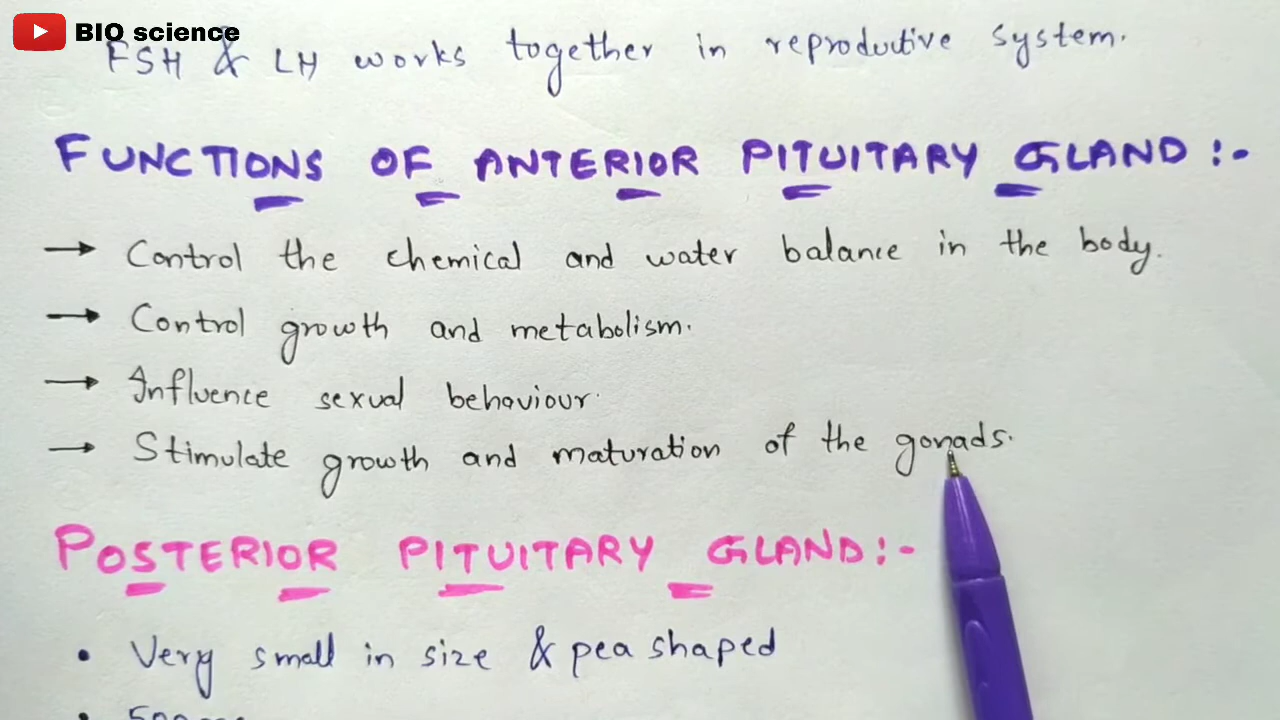 BIO science
FSH & LH works together in reproductive system.
FUNCTIONS OF ANTERIOR PITUITARY GLAND :-
→ Control the chemical and water balance in the body.
→ Control growth and metabolism.
→ Influence sexual behaviour.
→ Stimulate growth and maturation of the gonads.
POSTERIOR PITUITARY GLAND :-
• Very small in size & pea shaped